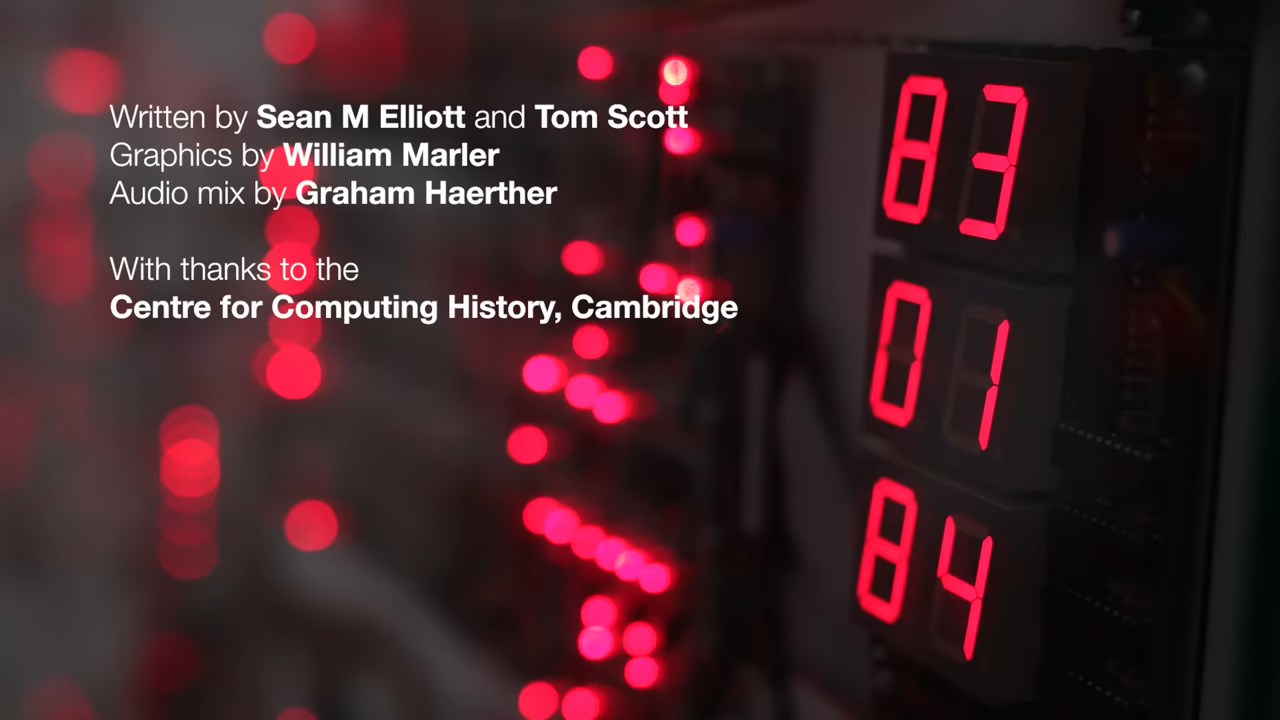 Written by Sean M Elliott and Tom Scott
Graphics by William Marler
Audio mix by Graham Haerther
With thanks to the
Centre for Computing History, Cambridge
83
01
84